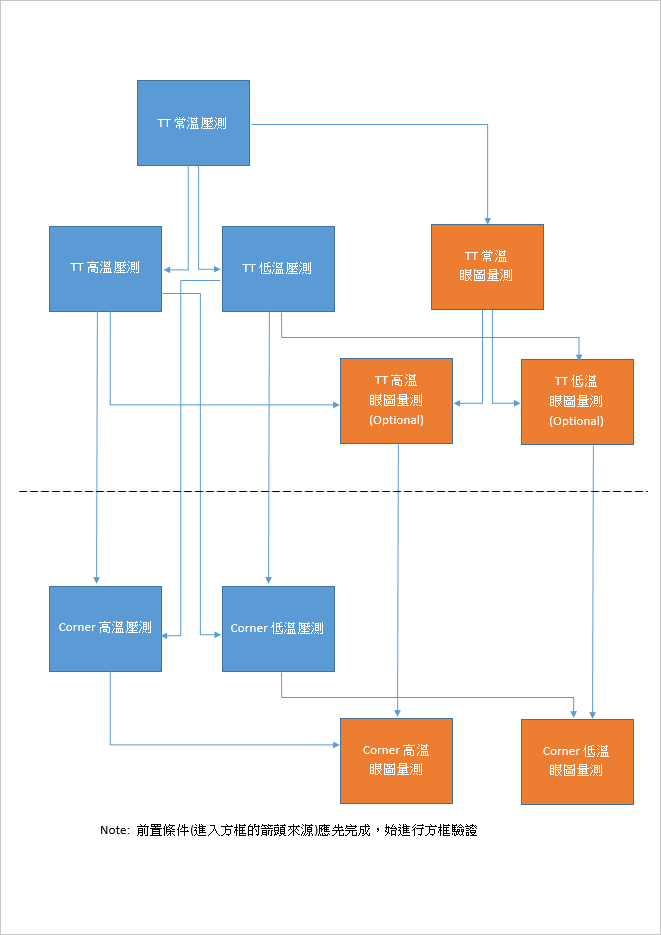 TT 常溫壓測
TT 高溫壓測
TT 低溫壓測
TT 常溫
眼圖量測
TT 高溫
眼圖量測
(Optional)
TT 低溫
眼圖量測
(Optional)
Corner 高溫壓測
Corner 低溫壓測
Corner 高溫
眼圖量測
Corner 低溫
眼圖量測
Note: 前置條件(進入方框的箭頭來源)應先完成，始進行方框驗證